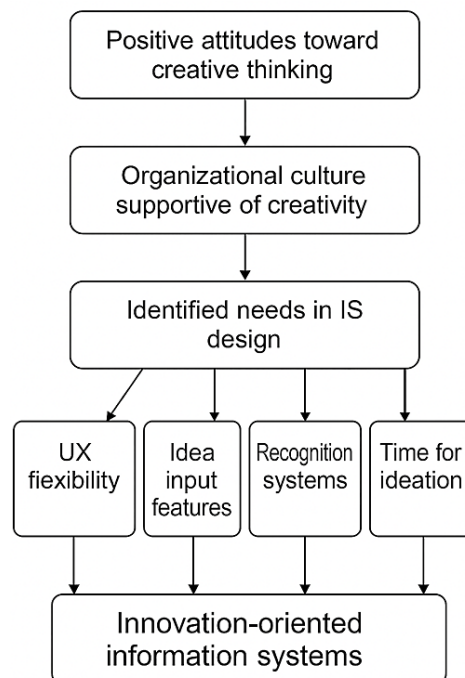 Positive attitudes toward
creative thinking
Organizational culture
supportive of creativity
Identified needs in IS
design
UX
fiexibility
Idea
input
features
Recognition
systems
Time for
ideation
Innovation-oriented
information systems